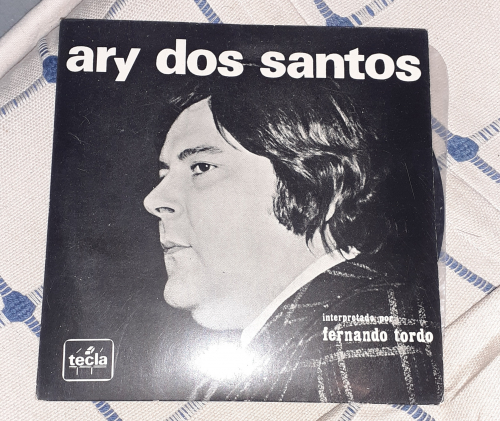 ary dos santos
interpretado por
fernando tordo
tecla